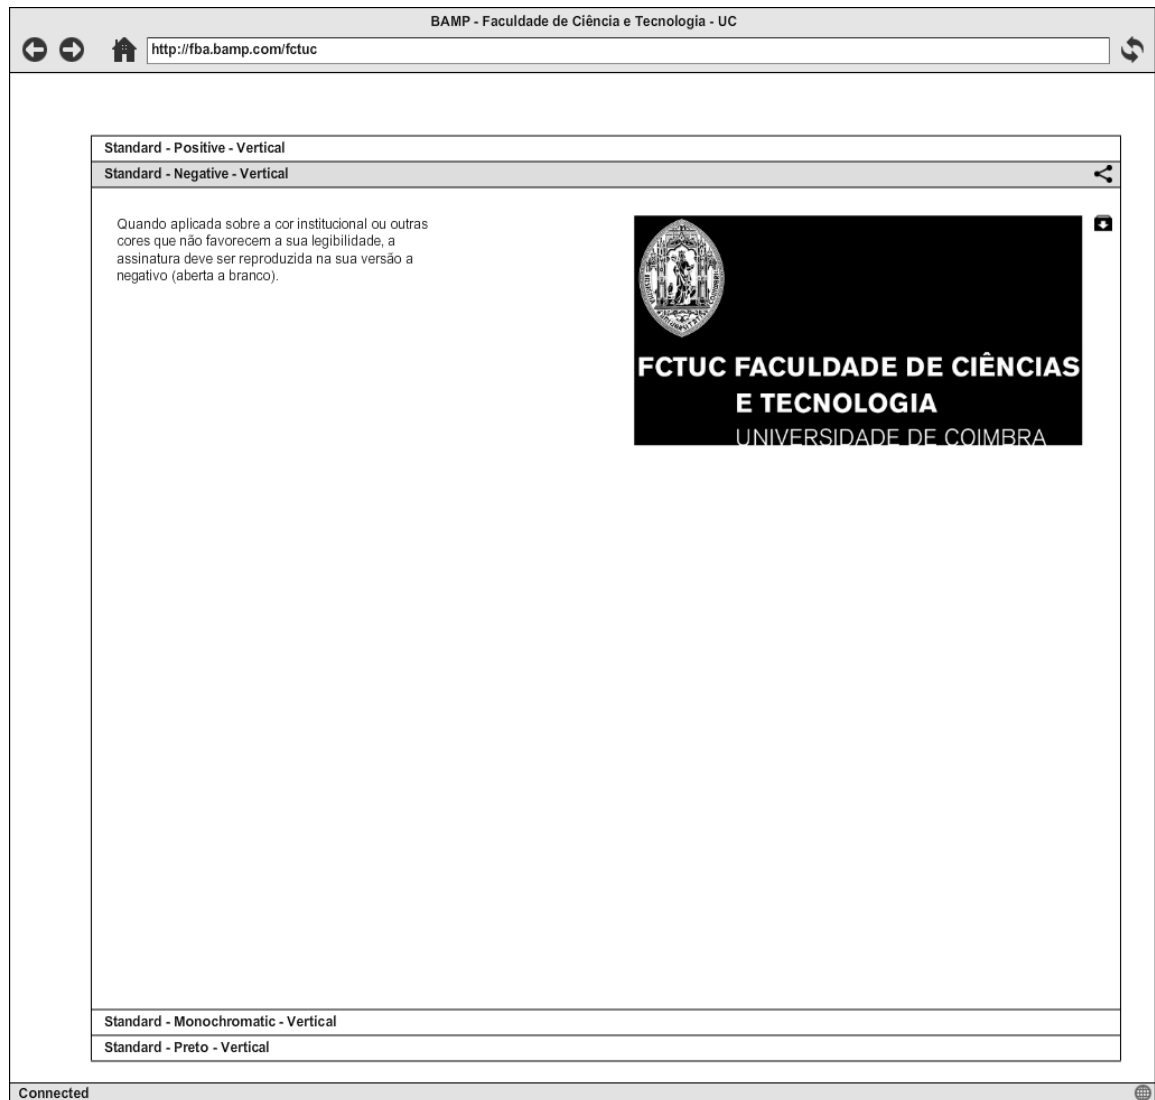 BAMP - Faculdade de Ciência e Tecnologia - UC
http://fba.bamp.com/fctuc
Standard - Positive - Vertical
Standard - Negative - Vertical
Quando aplicada sobre a cor institucional ou outras
cores que não favorecem a sua legibilidade, a
assinatura deve ser reproduzida na sua versão a
negativo (aberta a branco).
FCTUC FACULDADE DE CIÊNCIAS
E TECNOLOGIA
UNIVERSIDADE DE COIMBRA
Standard - Monochromatic - Vertical
Standard - Preto - Vertical
Connected